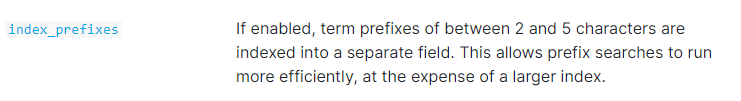 index_prefixes
If enabled, term prefixes of between 2 and 5 characters are
indexed into a separate field. This allows prefix searches to run
more efficiently, at the expense of a larger index.